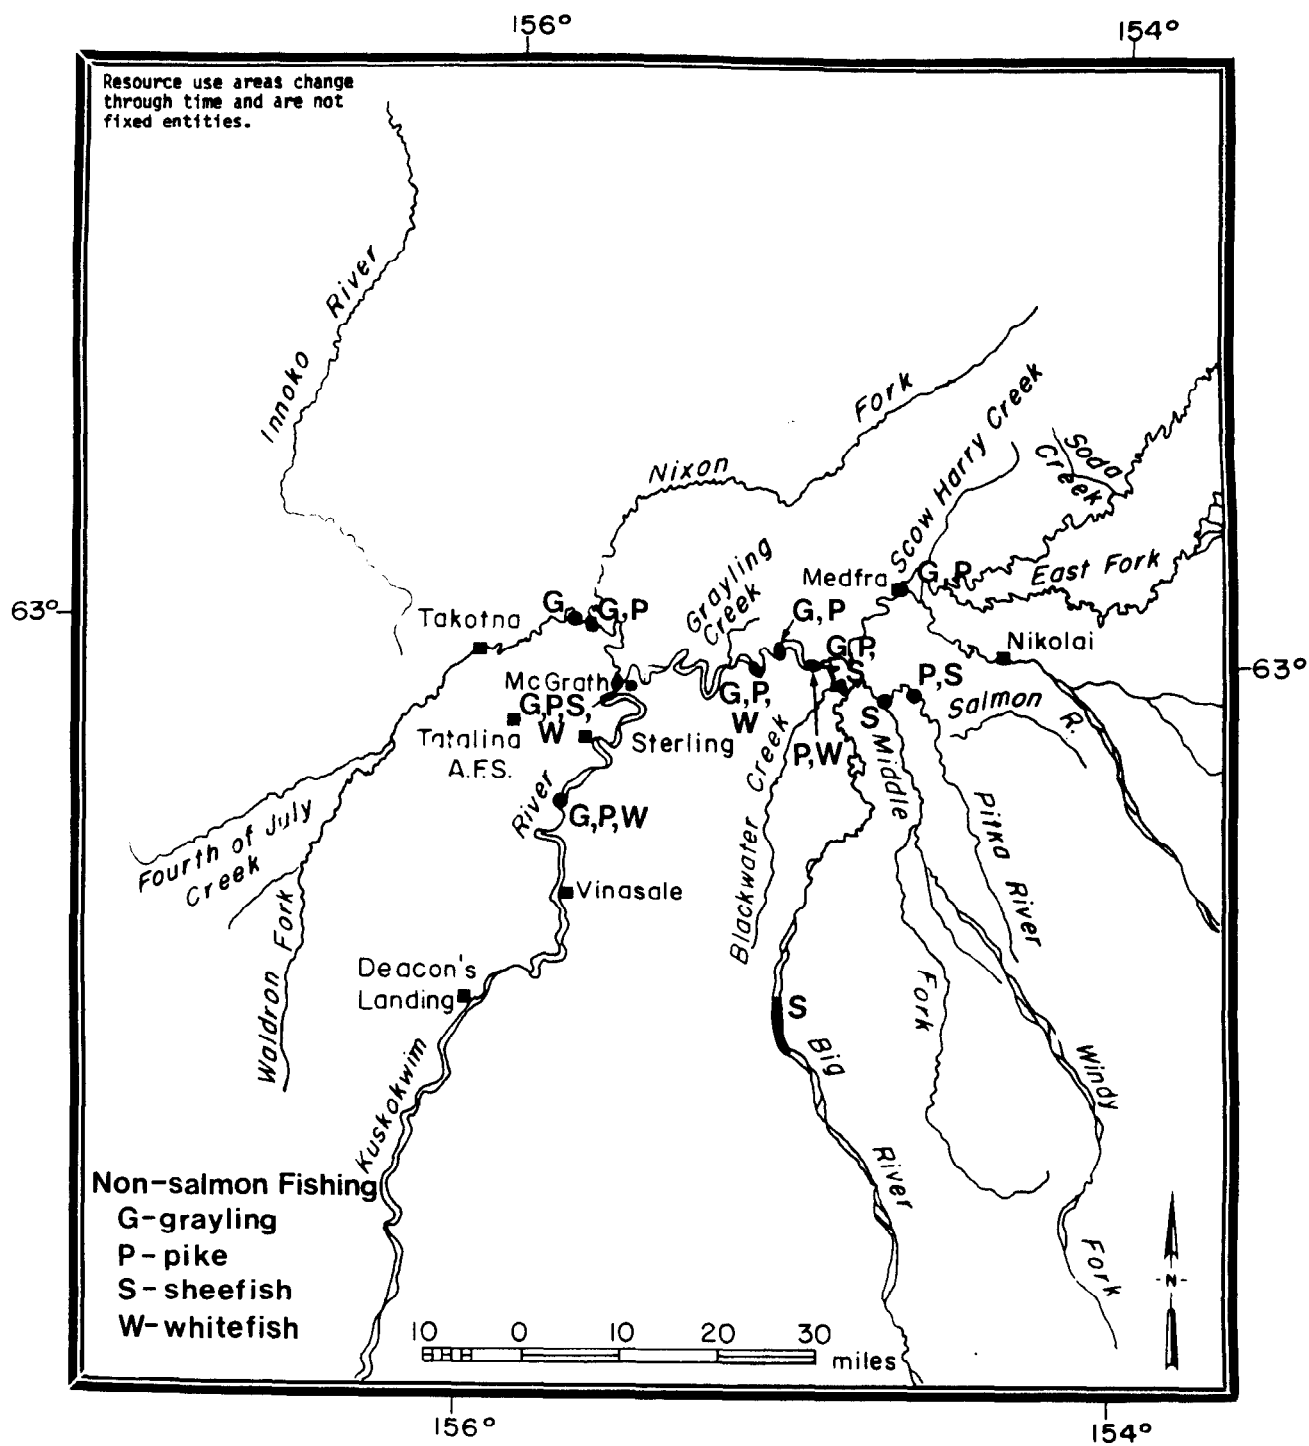 156°
154°
Resource use areas change
through time and are not
fixed entities.
Innoko River
Nixon Fork
Scow Harry Creek
Soda
Creek
East Fork
Grayling
Creek
Medfra
G, P
63°
Takotna
G
G,P
G,P
Nikolai
63°
McGrath
G,P,
S
P,S
Salmon R.
G,P,S,
W
G,P,
W
S
Tatalina
A.F.S.
Sterling
P,W
Middle Fork
Pitka River
Blackwater Creek
Kuskokwim River
G,P,W
Fourth of July
Creek
Vinasale
Waldron Fork
Deacon's
Landing
S
Big River
Windy Fork
Non-salmon Fishing
G-grayling
P-pike
S-sheefish
W-whitefish
10 0 10 20 30
miles
-N-
156°
154°